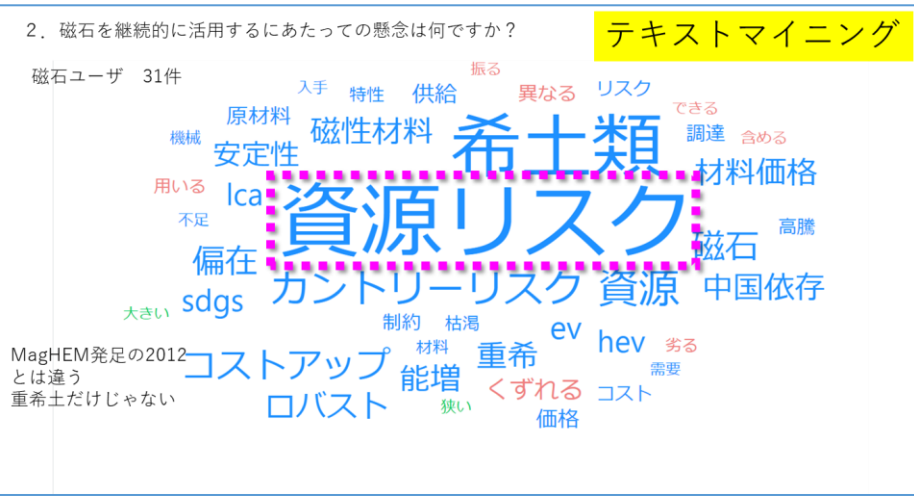 2．磁石を継続的に活用するにあたっての懸念は何ですか？
テキストマイニング
磁石ユーザ　31件
振る
入手
特性
供給
異なる
リスク
原材料
できる
機械
磁性材料
希土類
調達
含める
安定性
材料価格
用いる
lca
資源リスク
不足
高騰
偏在
磁石
sdgs
カントリーリスク
資源
中国依存
大きい
制約
枯渇
ev
hev
劣る
MagHEM発足の2012
とは違う
重希土だけじゃない
コストアップ
材料
重希
需要
能増
くずれる
コスト
ロバスト
狭い
価格